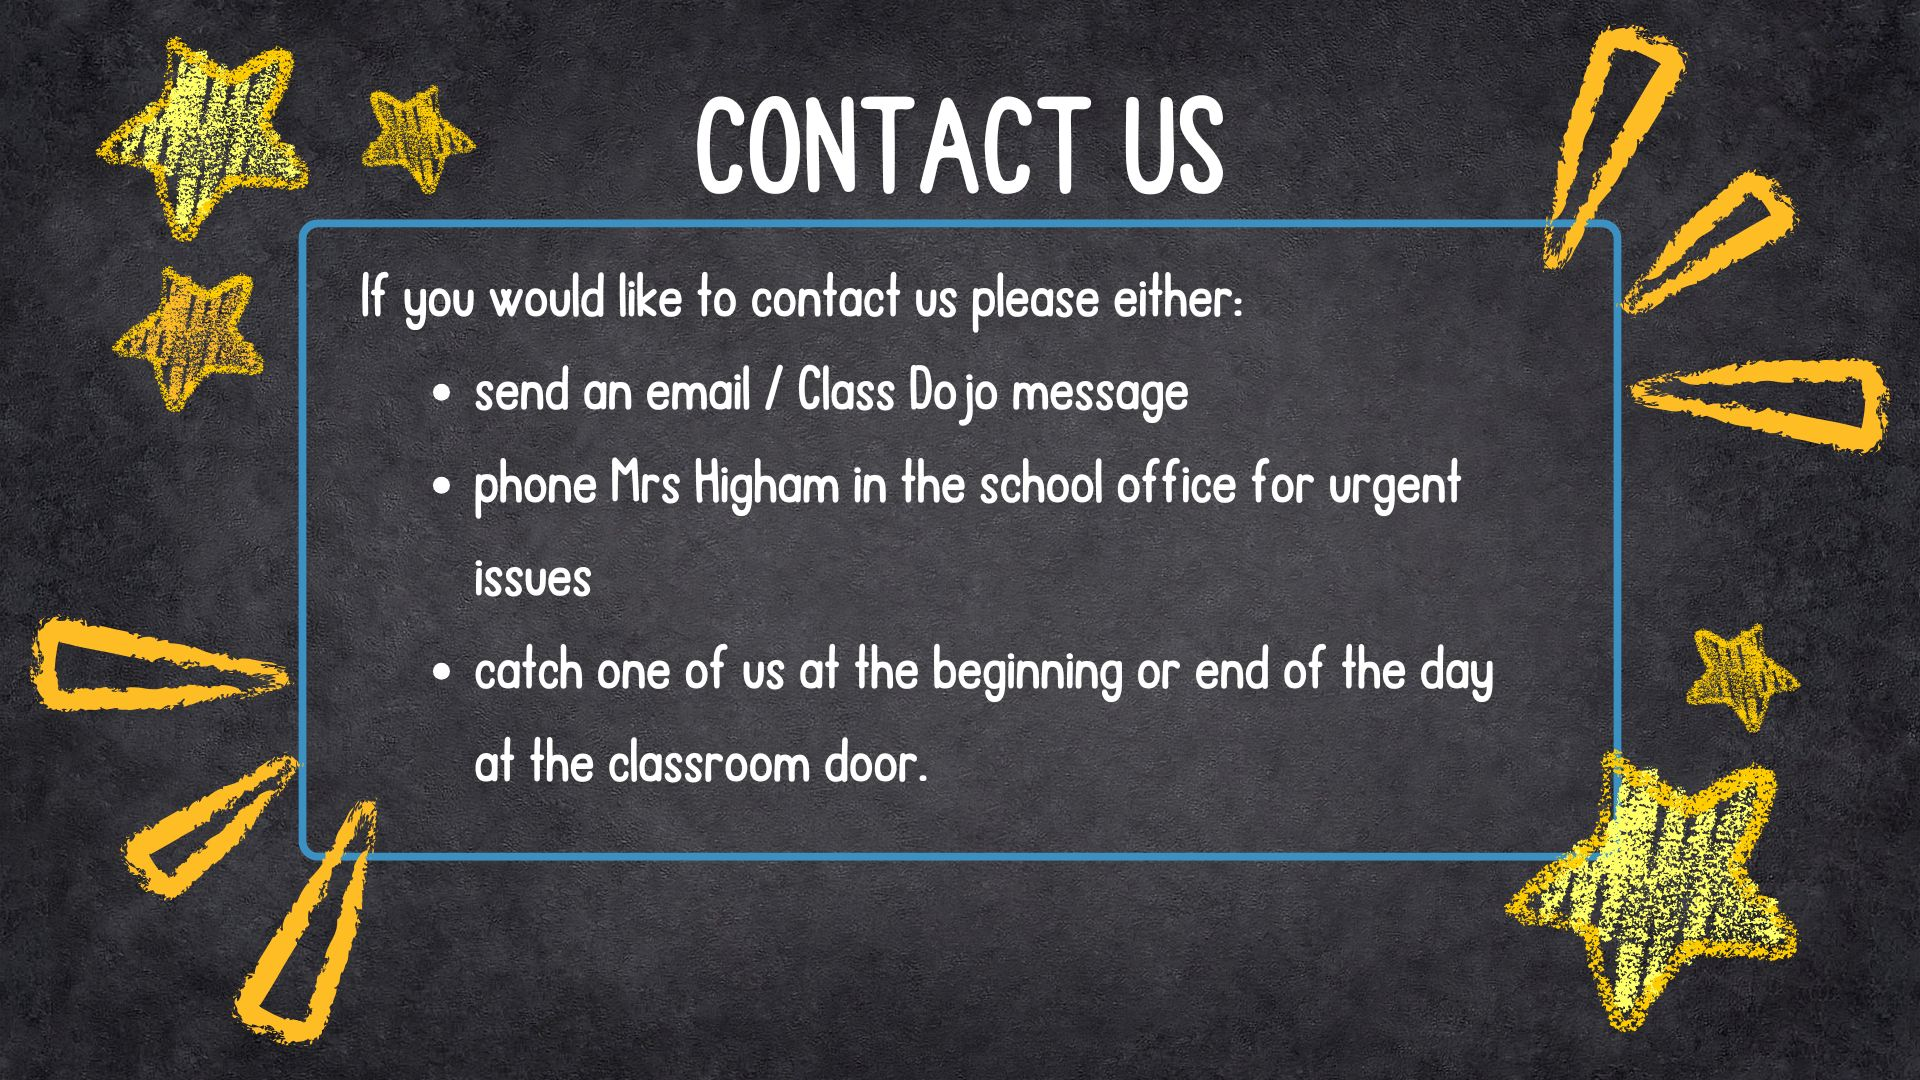 CONTACT US
If you would like to contact us please either:
• send an email / Class Dojo message
• phone Mrs Higham in the school office for urgent
issues
• catch one of us at the beginning or end of the day
at the classroom door.